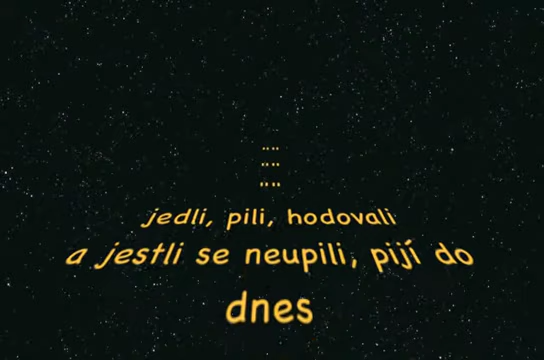 ....
....
....
jedli, pili, hodovali
a jestli se neupili, pijí do
dnes